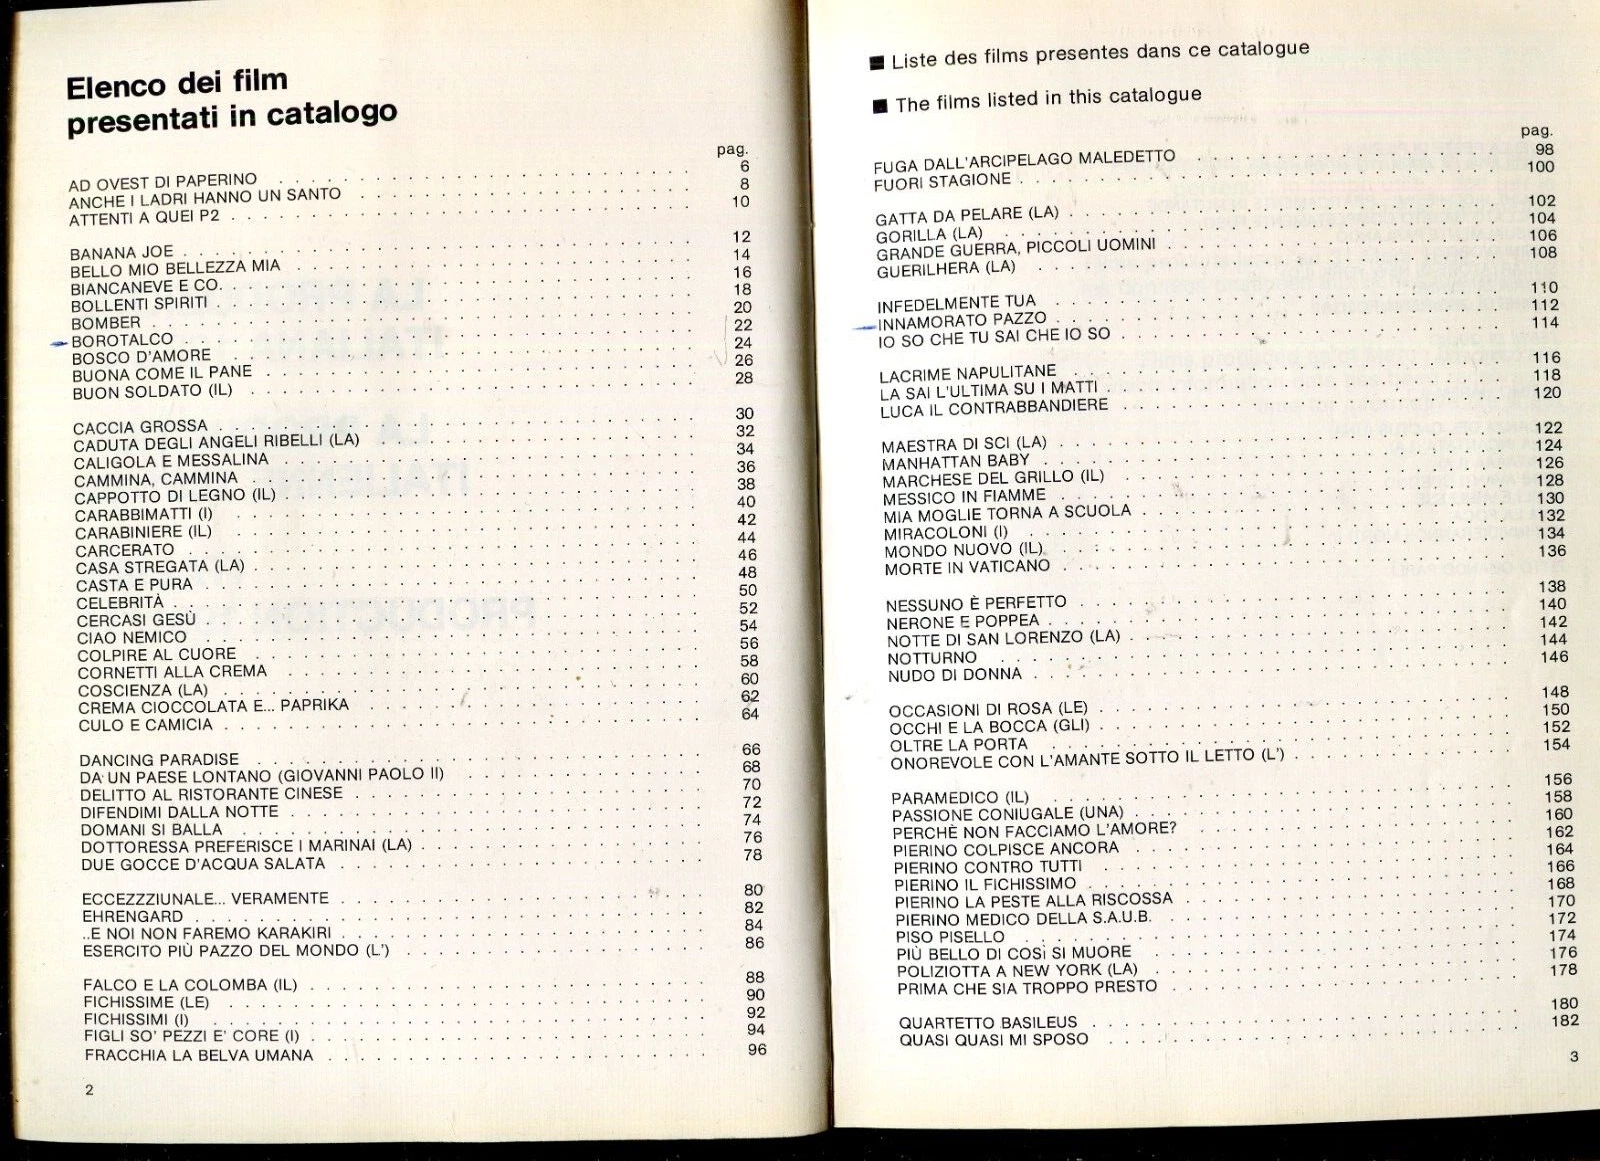 Elenco dei film
presentati in catalogo
pag.
AD OVEST DI PAPERINO 6
ANCHE I LADRI HANNO UN SANTO 8
ATTENTI A QUEI P2 10
BANANA JOE 12
BELLO MIO BELLEZZA MIA 14
BIANCANEVE E CO. 16
BOLLENTI SPIRITI 18
BOMBER 20
BOROTALCO 22
BOSCO D'AMORE 24
BUONA COME IL PANE 26
BUON SOLDATO (IL) 28
CACCIA GROSSA 30
CADUTA DEGLI ANGELI RIBELLI (LA) 32
CALIGOLA E MESSALINA 34
CAMMINA, CAMMINA 36
CAPPOTTO DI LEGNO (IL) 38
CARABBIMATTI (I) 40
CARABINIERE (IL) 42
CARCERATO 44
CASA STREGATA (LA) 46
CASTA E PURA 48
CELEBRITÀ 50
CERCASI GESÙ 52
CIAO NEMICO 54
COLPIRE AL CUORE 56
CORNETTI ALLA CREMA 58
COSCIENZA (LA) 60
CREMA CIOCCOLATA E... PAPRIKA 62
CULO E CAMICIA 64
DANCING PARADISE 66
DA UN PAESE LONTANO (GIOVANNI PAOLO II) 68
DELITTO AL RISTORANTE CINESE 70
DIFENDIMI DALLA NOTTE 72
DOMANI SI BALLA 74
DOTTORESSA PREFERISCE I MARINAI (LA) 76
DUE GOCCE D'ACQUA SALATA 78
ECCEZZZIUNALE... VERAMENTE 80
EHRENGARD 82
..E NOI NON FAREMO KARAKIRI 84
ESERCITO PIÙ PAZZO DEL MONDO (L') 86
FALCO E LA COLOMBA (IL) 88
FICHISSIME (LE) 90
FICHISSIMI (I) 92
FIGLI SO' PEZZI E' CORE (I) 94
FRACCHIA LA BELVA UMANA 96
2
Liste des films presentes dans ce catalogue
The films listed in this catalogue
pag.
FUGA DALL'ARCIPELAGO MALEDETTO 98
FUORI STAGIONE 100
GATTA DA PELARE (LA) 102
GORILLA (LA) 104
GRANDE GUERRA, PICCOLI UOMINI 106
GUERILHERA (LA) 108
INFEDELMENTE TUA 110
INNAMORATO PAZZO 112
IO SO CHE TU SAI CHE IO SO 114
LACRIME NAPULITANE 116
LA SAI L'ULTIMA SU I MATTI 118
LUCA IL CONTRABBANDIERE 120
MAESTRA DI SCI (LA) 122
MANHATTAN BABY 124
MARCHESE DEL GRILLO (IL) 126
MESSICO IN FIAMME 128
MIA MOGLIE TORNA A SCUOLA 130
MIRACOLONI (I) 132
MONDO NUOVO (IL) 134
MORTE IN VATICANO 136
NESSUNO È PERFETTO 138
NERONE E POPPEA 140
NOTTE DI SAN LORENZO (LA) 142
NOTTURNO 144
NUDO DI DONNA 146
OCCASIONI DI ROSA (LE) 148
OCCHI E LA BOCCA (GLI) 150
OLTRE LA PORTA 152
ONOREVOLE CON L'AMANTE SOTTO IL LETTO (L') 154
PARAMEDICO (IL) 156
PASSIONE CONIUGALE (UNA) 158
PERCHÈ NON FACCIAMO L'AMORE? 160
PIERINO COLPISCE ANCORA 162
PIERINO CONTRO TUTTI 164
PIERINO IL FICHISSIMO 166
PIERINO LA PESTE ALLA RISCOSSA 168
PIERINO MEDICO DELLA S.A.U.B. 170
PISO PISELLO 172
PIÙ BELLO DI COSÌ SI MUORE 174
POLIZIOTTA A NEW YORK (LA) 176
PRIMA CHE SIA TROPPO PRESTO 178
QUARTETTO BASILEUS 180
QUASI QUASI MI SPOSO 182
3